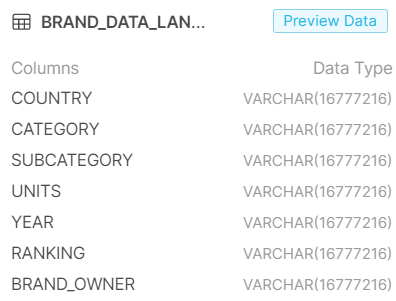 BRAND_DATA_LAN...
Preview Data
Columns Data Type
COUNTRY VARCHAR(16777216)
CATEGORY VARCHAR(16777216)
SUBCATEGORY VARCHAR(16777216)
UNITS VARCHAR(16777216)
YEAR VARCHAR(16777216)
RANKING VARCHAR(16777216)
BRAND_OWNER VARCHAR(16777216)